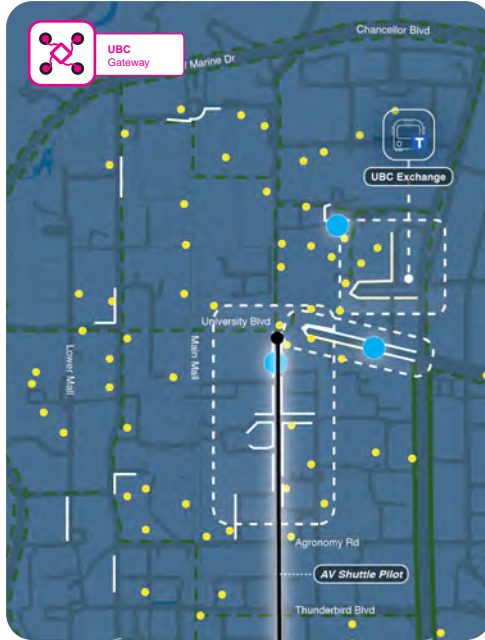 UBC
Gateway
Chancellor Blvd
Marine Dr
T
UBC Exchange
University Blvd
Lower Mall
Main Mall
Agronomy Rd
AV Shuttle Pilot
Thunderbird Blvd